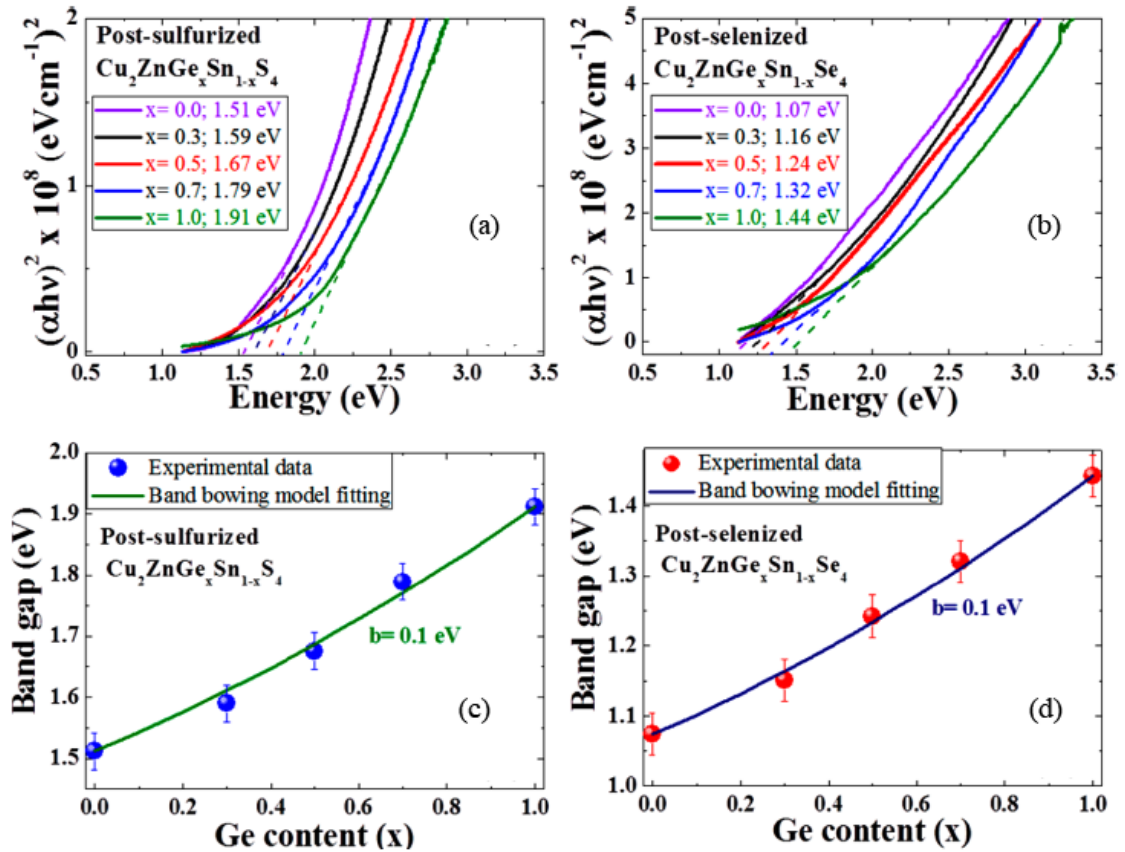 Post-sulfurized
Cu₂ZnGeₓSn₁₋ₓS₄
x= 0.0; 1.51 eV
x= 0.3; 1.59 eV
x= 0.5; 1.67 eV
x= 0.7; 1.79 eV
x= 1.0; 1.91 eV
(a)
(αhν)² x 10⁸ (eVcm⁻¹)²
2
1
0
0.5 1.0 1.5 2.0 2.5 3.0 3.5
Energy (eV)
Post-selenized
Cu₂ZnGeₓSn₁₋ₓSe₄
x= 0.0; 1.07 eV
x= 0.3; 1.16 eV
x= 0.5; 1.24 eV
x= 0.7; 1.32 eV
x= 1.0; 1.44 eV
(b)
(αhν)² x 10⁸ (eVcm⁻¹)²
5
4
3
2
1
0
0.5 1.0 1.5 2.0 2.5 3.0 3.5
Energy (eV)
Experimental data
Band bowing model fitting
Post-sulfurized
Cu₂ZnGeₓSn₁₋ₓS₄
b= 0.1 eV
(c)
Band gap (eV)
2.0
1.9
1.8
1.7
1.6
1.5
0.0 0.2 0.4 0.6 0.8 1.0
Ge content (x)
Experimental data
Band bowing model fitting
Post-selenized
Cu₂ZnGeₓSn₁₋ₓSe₄
b= 0.1 eV
(d)
Band gap (eV)
1.4
1.3
1.2
1.1
1.0
0.0 0.2 0.4 0.6 0.8 1.0
Ge content (x)